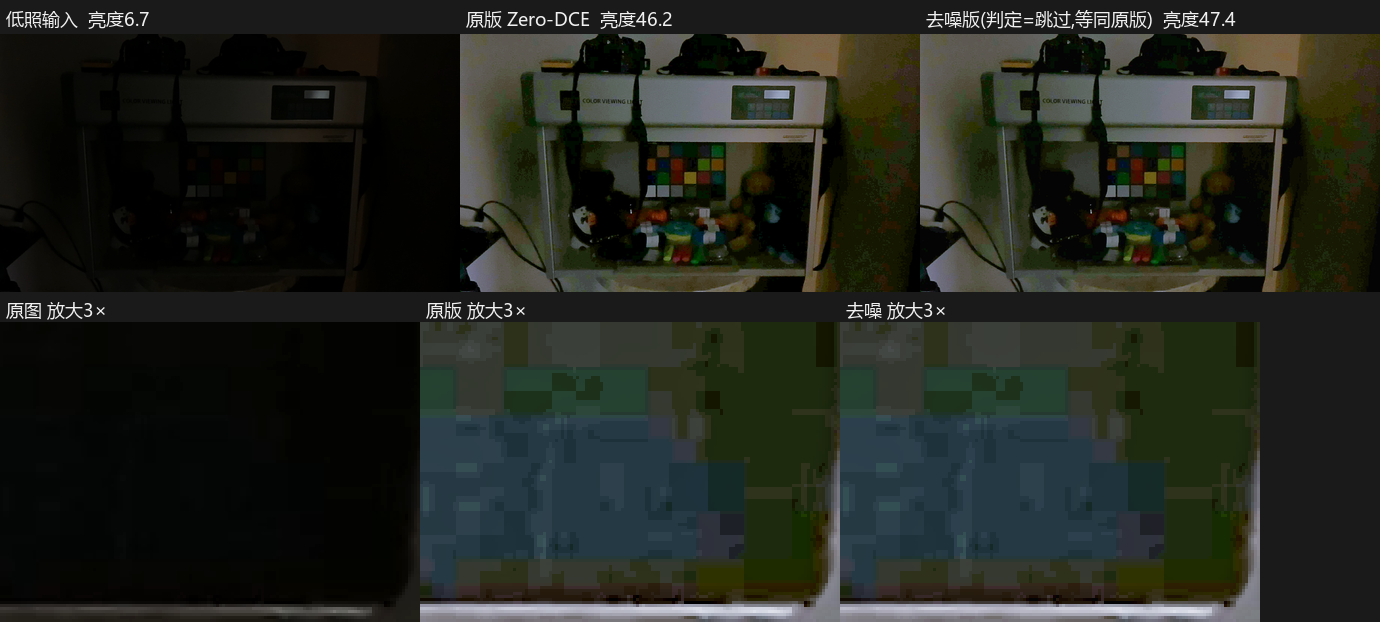 低照输入 亮度6.7
原版 Zero-DCE 亮度46.2
去噪版(判定=跳过,等同原版) 亮度47.4
COLOR VIEWING LIGHT
COLOR VIEWING
原图 放大3×
原版 放大3×
去噪 放大3×